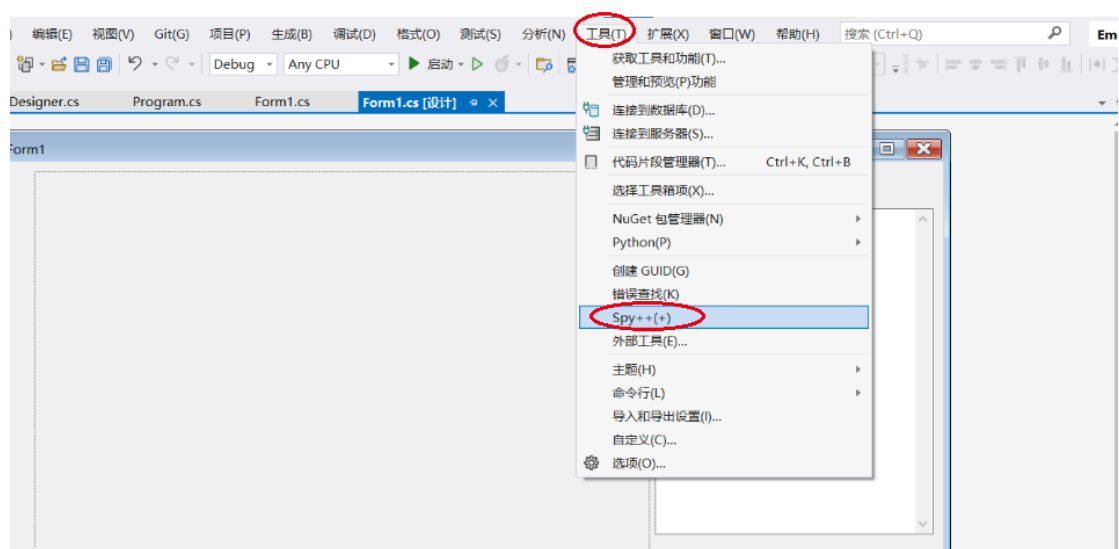 ) 编辑(E) 视图(V) Git(G) 项目(P) 生成(B) 调试(D) 格式(O) 测试(S) 分析(N) 工具(T) 扩展(X) 窗口(W) 帮助(H) 搜索 (Ctrl+Q) Em
Debug Any CPU 启动
Designer.cs Program.cs Form1.cs Form1.cs [设计]
Form1
获取工具和功能(T)...
管理和预览(P)功能
连接到数据库(D)...
连接到服务器(S)...
代码片段管理器(T)... Ctrl+K, Ctrl+B
选择工具箱项(X)...
NuGet 包管理器(N)
Python(P)
创建 GUID(G)
错误查找(K)
Spy++(+)
外部工具(E)...
主题(H)
命令行(L)
导入和导出设置(I)...
自定义(C)...
选项(O)...